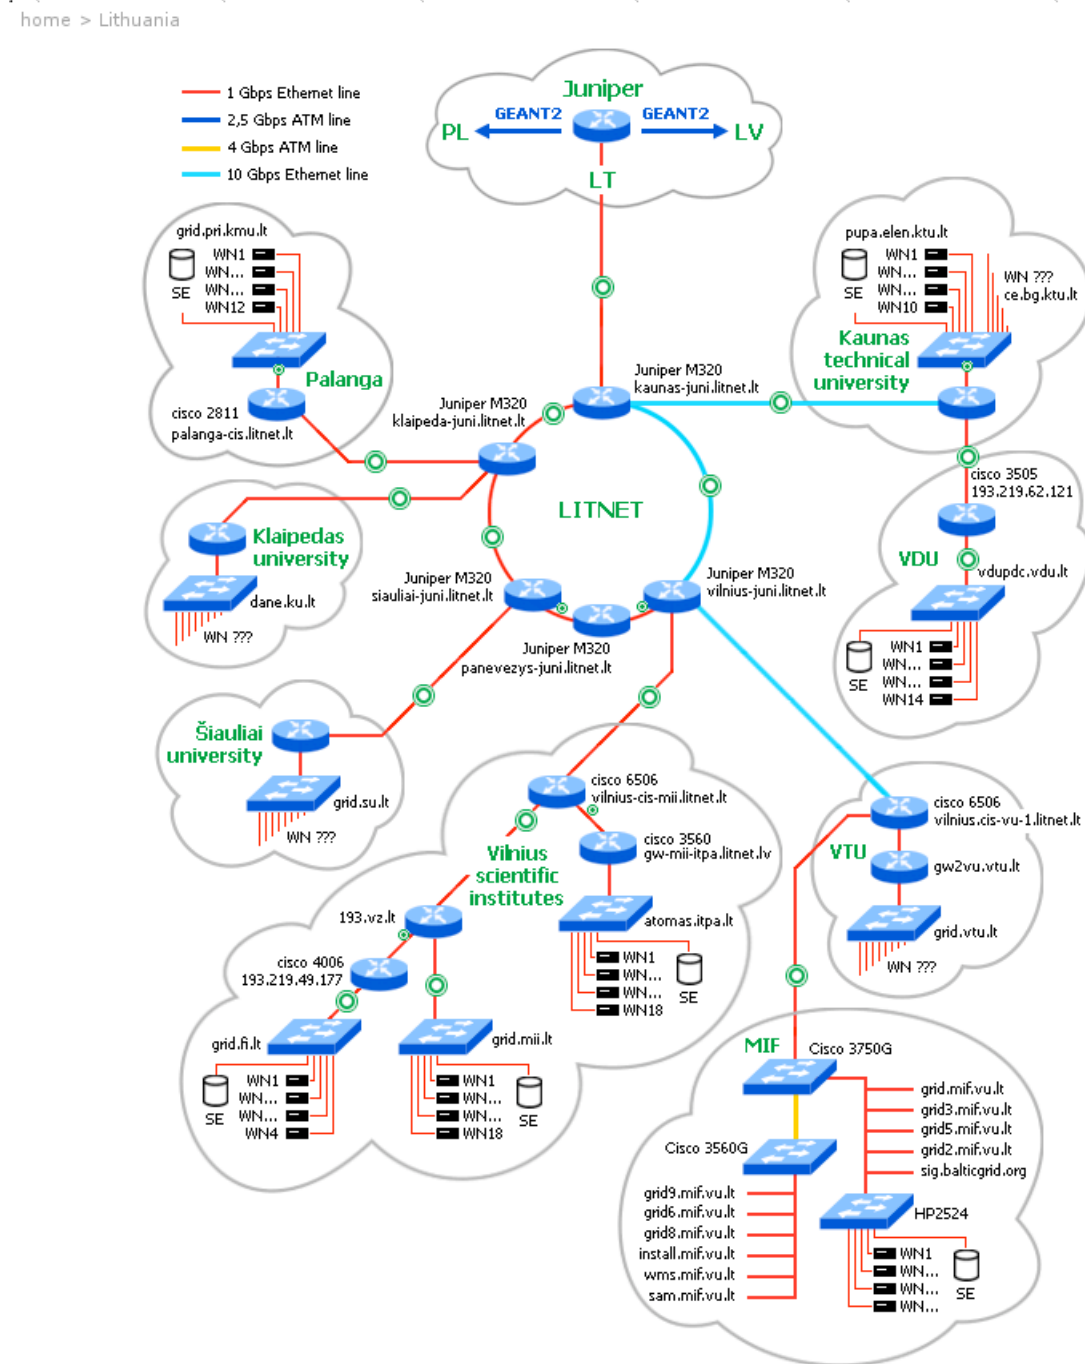 home > Lithuania
1 Gbps Ethernet line
2,5 Gbps ATM line
4 Gbps ATM line
10 Gbps Ethernet line
Juniper
GEANT2
GEANT2
PL
LV
LT
grid.pri.kmu.lt
WN1
WN...
WN...
WN12
SE
Palanga
cisco 2811
palanga-cis.litnet.lt
pupa.elen.ktu.lt
WN1
WN...
WN...
WN10
SE
WN ???
ce.bg.ktu.lt
Kaunas
technical
university
Juniper M320
kaunas-juni.litnet.lt
Juniper M320
klaipeda-juni.litnet.lt
LITNET
Klaipedas
university
dane.ku.lt
WN ???
cisco 3505
193.219.62.121
VDU
vdupdc.vdu.lt
WN1
WN...
WN...
WN14
SE
Juniper M320
siauliai-juni.litnet.lt
Juniper M320
vilnius-juni.litnet.lt
Juniper M320
panevezys-juni.litnet.lt
Šiauliai
university
grid.su.lt
WN ???
cisco 6506
vilnius-cis-mii.litnet.lt
cisco 3560
gw-mii-itpa.litnet.lv
Vilnius
scientific
institutes
193.vz.lt
atomas.itpa.lt
WN1
WN...
WN...
WN18
SE
cisco 4006
193.219.49.177
grid.fi.lt
SE
WN1
WN...
WN...
WN4
grid.mii.lt
WN1
WN...
WN...
WN18
SE
cisco 6506
vilnius.cis-vu-1.litnet.lt
VTU
gw2vu.vtu.lt
grid.vtu.lt
WN ???
MIF
Cisco 3750G
grid.mif.vu.lt
grid3.mif.vu.lt
grid5.mif.vu.lt
grid2.mif.vu.lt
sig.balticgrid.org
Cisco 3560G
grid9.mif.vu.lt
grid6.mif.vu.lt
grid8.mif.vu.lt
install.mif.vu.lt
wms.mif.vu.lt
sam.mif.vu.lt
HP2524
WN1
WN...
WN...
WN...
SE